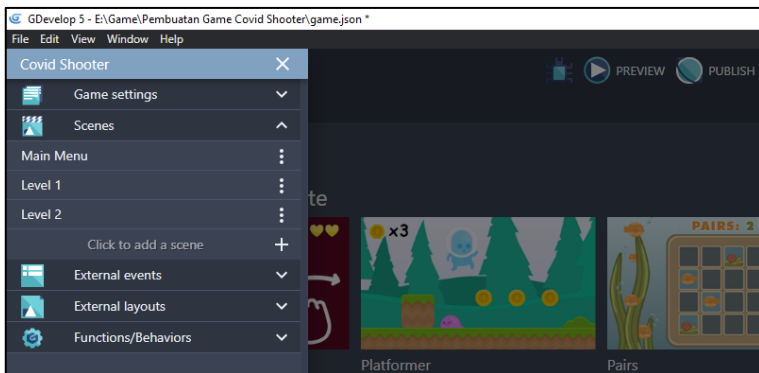 GDevelop 5 - E:\Game\Pembuatan Game Covid Shooter\game.json *
File Edit View Window Help
Covid Shooter
PREVIEW PUBLISH
Game settings
Scenes
Main Menu
Level 1
Level 2
Click to add a scene
External events
External layouts
Functions/Behaviors
te
x3
PAIRS: 2
Platformer
Pairs